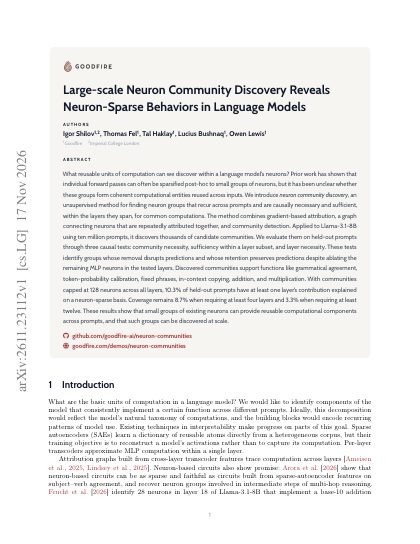 GOODFIRE
Large-scale Neuron Community Discovery Reveals
Neuron-Sparse Behaviors in Language Models
AUTHORS
Igor Shilov¹,², Thomas Fel¹, Tal Haklay¹, Lucius Bushnaq¹, Owen Lewis¹
¹Goodfire ²Imperial College London
ABSTRACT
What reusable units of computation can we discover within a language model's neurons? Prior work has shown that
individual forward passes can often be sparsified post-hoc to small groups of neurons, but it has been unclear whether
these groups form coherent computational entities reused across inputs. We introduce neuron community discovery, an
unsupervised method for finding neuron groups that recur across prompts and are causally necessary and sufficient,
within the layers they span, for common computations. The method combines gradient-based attribution, a graph
connecting neurons that are repeatedly attributed together, and community detection. Applied to Llama-3.1-8B
using ten million prompts, it discovers thousands of candidate communities. We evaluate them on held-out prompts
through three causal tests: community necessity, sufficiency within a layer subset, and layer necessity. These tests
identify groups whose removal disrupts predictions and whose retention preserves predictions despite ablating the
remaining MLP neurons in the tested layers. Discovered communities support functions like grammatical agreement,
token-probability calibration, fixed phrases, in-context copying, addition, and multiplication. With communities
capped at 128 neurons across all layers, 10.3% of held-out prompts have at least one layer's contribution explained
on a neuron-sparse basis. Coverage remains 8.7% when requiring at least four layers and 3.3% when requiring at least
twelve. These results show that small groups of existing neurons can provide reusable computational components
across prompts, and that such groups can be discovered at scale.
github.com/goodfire-ai/neuron-communities
goodfire.com/demos/neuron-communities
arXiv:2611.23112v1 [cs.LG] 17 Nov 2026
1 Introduction
What are the basic units of computation in a language model? We would like to identify components of the
model that consistently implement a certain function across different prompts. Ideally, this decomposition
would reflect the model's natural taxonomy of computations, and the building blocks would encode recurring
patterns of model use. Existing techniques in interpretability make progress on parts of this goal. Sparse
autoencoders (SAEs) learn a dictionary of reusable atoms directly from a heterogeneous corpus, but their
training objective is to reconstruct a model's activations rather than to capture its computation. Per-layer
transcoders approximate MLP computation within a single layer.
Attribution graphs built from cross-layer transcoder features trace computation across layers [Ameisen
et al., 2025, Lindsey et al., 2025]. Neuron-based circuits also show promise: Arora et al. [2026] show that
neuron-based circuits can be as sparse and faithful as circuits built from sparse-autoencoder features on
subject–verb agreement, and recover neuron groups involved in intermediate steps of multi-hop reasoning.
Feucht et al. [2026] identify 28 neurons in layer 18 of Llama-3.1-8B that implement a base-10 addition
1